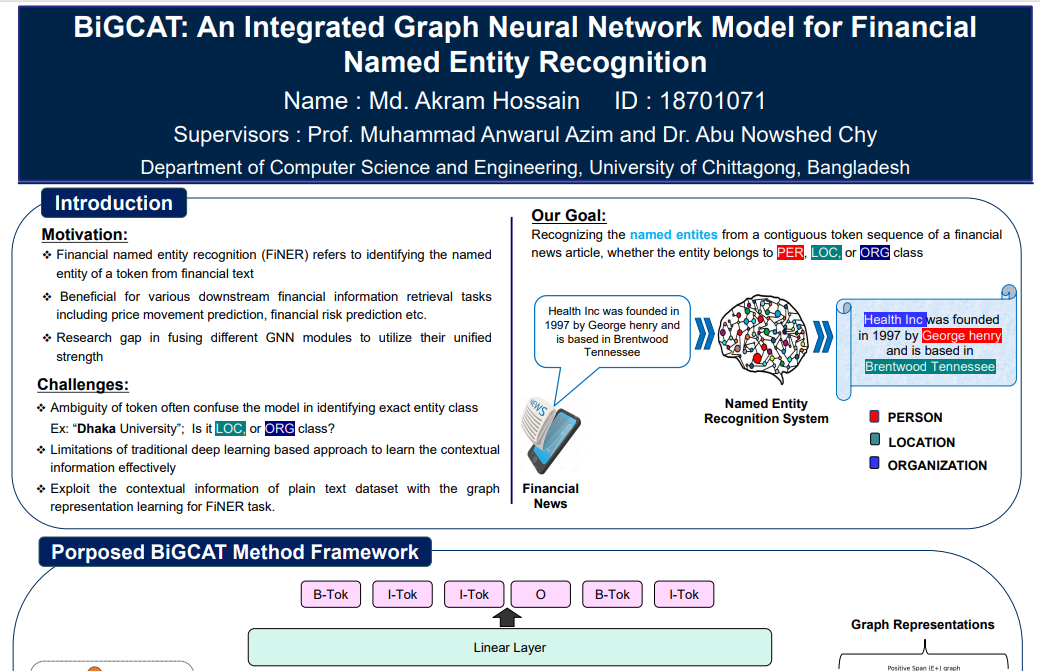 BiGCAT: An Integrated Graph Neural Network Model for Financial
Named Entity Recognition
Name : Md. Akram Hossain ID : 18701071
Supervisors : Prof. Muhammad Anwarul Azim and Dr. Abu Nowshed Chy
Department of Computer Science and Engineering, University of Chittagong, Bangladesh
Introduction
Motivation:
❖ Financial named entity recognition (FiNER) refers to identifying the named
entity of a token from financial text
❖ Beneficial for various downstream financial information retrieval tasks
including price movement prediction, financial risk prediction etc.
❖ Research gap in fusing different GNN modules to utilize their unified
strength
Challenges:
❖ Ambiguity of token often confuse the model in identifying exact entity class
Ex: “Dhaka University”; Is it LOC, or ORG class?
❖ Limitations of traditional deep learning based approach to learn the contextual
information effectively
❖ Exploit the contextual information of plain text dataset with the graph
representation learning for FiNER task.
Our Goal:
Recognizing the named entites from a contiguous token sequence of a financial
news article, whether the entity belongs to PER, LOC, or ORG class
Health Inc was founded in
1997 by George henry and
is based in Brentwood
Tennessee
NEWS
Financial
News
Named Entity
Recognition System
Health Inc was founded
in 1997 by George henry
and is based in
Brentwood Tennessee
PERSON
LOCATION
ORGANIZATION
Porposed BiGCAT Method Framework
B-Tok I-Tok I-Tok O B-Tok I-Tok
Linear Layer
Graph Representations
Positive Span (E+) graph